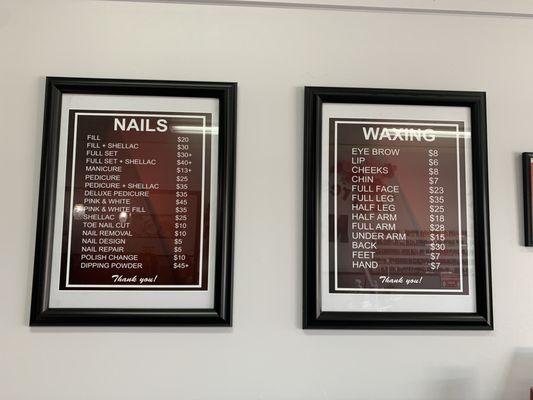 NAILS
FILL $20
FILL + SHELLAC $30
FULL SET $30+
FULL SET + SHELLAC $40+
MANICURE $13+
PEDICURE $25
PEDICURE + SHELLAC $35
DELUXE PEDICURE $35
PINK & WHITE $45
PINK & WHITE FILL $35
SHELLAC $25
TOE NAIL CUT $10
NAIL REMOVAL $10
NAIL DESIGN $5
NAIL REPAIR $5
POLISH CHANGE $10
DIPPING POWDER $45+
Thank you!
WAXING
EYE BROW $8
LIP $6
CHEEKS $8
CHIN $7
FULL FACE $23
FULL LEG $35
HALF LEG $25
HALF ARM $18
FULL ARM $28
UNDER ARM $15
BACK $30
FEET $7
HAND $7
Thank you!